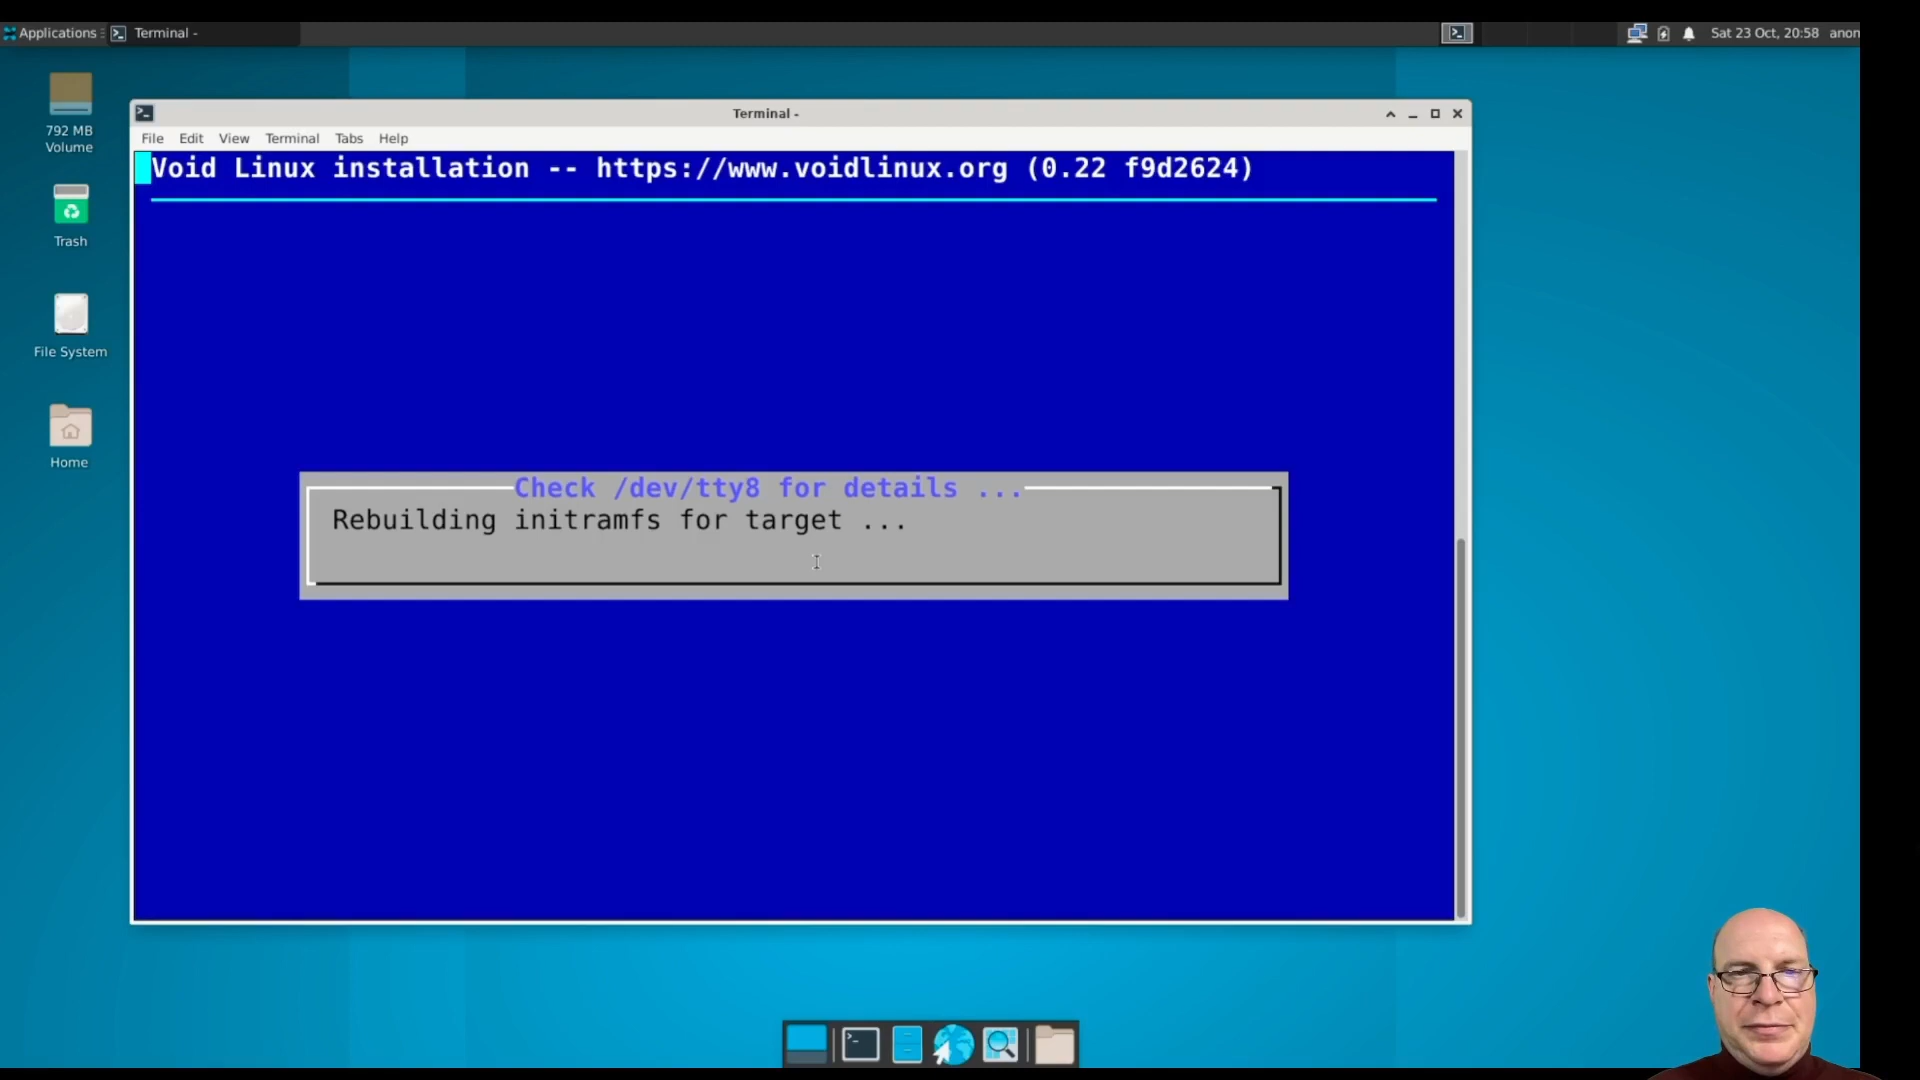 Applications
Terminal -
Sat 23 Oct, 20:58
anon
792 MB
Volume
Trash
File System
Home
Terminal -
File Edit View Terminal Tabs Help
Void Linux installation -- https://www.voidlinux.org (0.22 f9d2624)
Check /dev/tty8 for details ...
Rebuilding initramfs for target ...